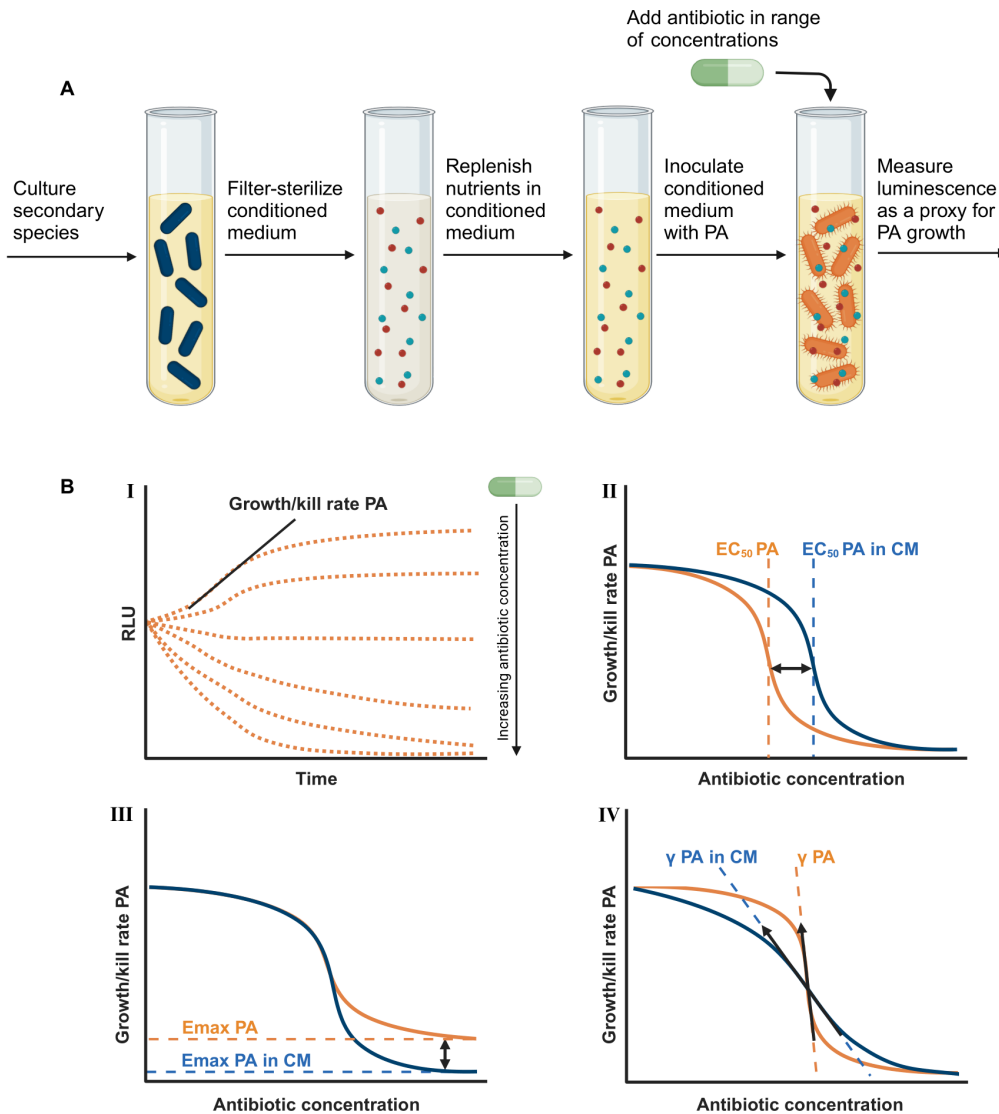 Add antibiotic in range
of concentrations
A
Culture
secondary
species
Filter-sterilize
conditioned
medium
Replenish
nutrients in
conditioned
medium
Inoculate
conditioned
medium
with PA
Measure
luminescence
as a proxy for
PA growth
B
I
Growth/kill rate PA
RLU
Time
Increasing antibiotic concentration
II
EC₅₀ PA
EC₅₀ PA in CM
Growth/kill rate PA
Antibiotic concentration
III
Growth/kill rate PA
Emax PA
Emax PA in CM
Antibiotic concentration
IV
γ PA in CM
γ PA
Growth/kill rate PA
Antibiotic concentration